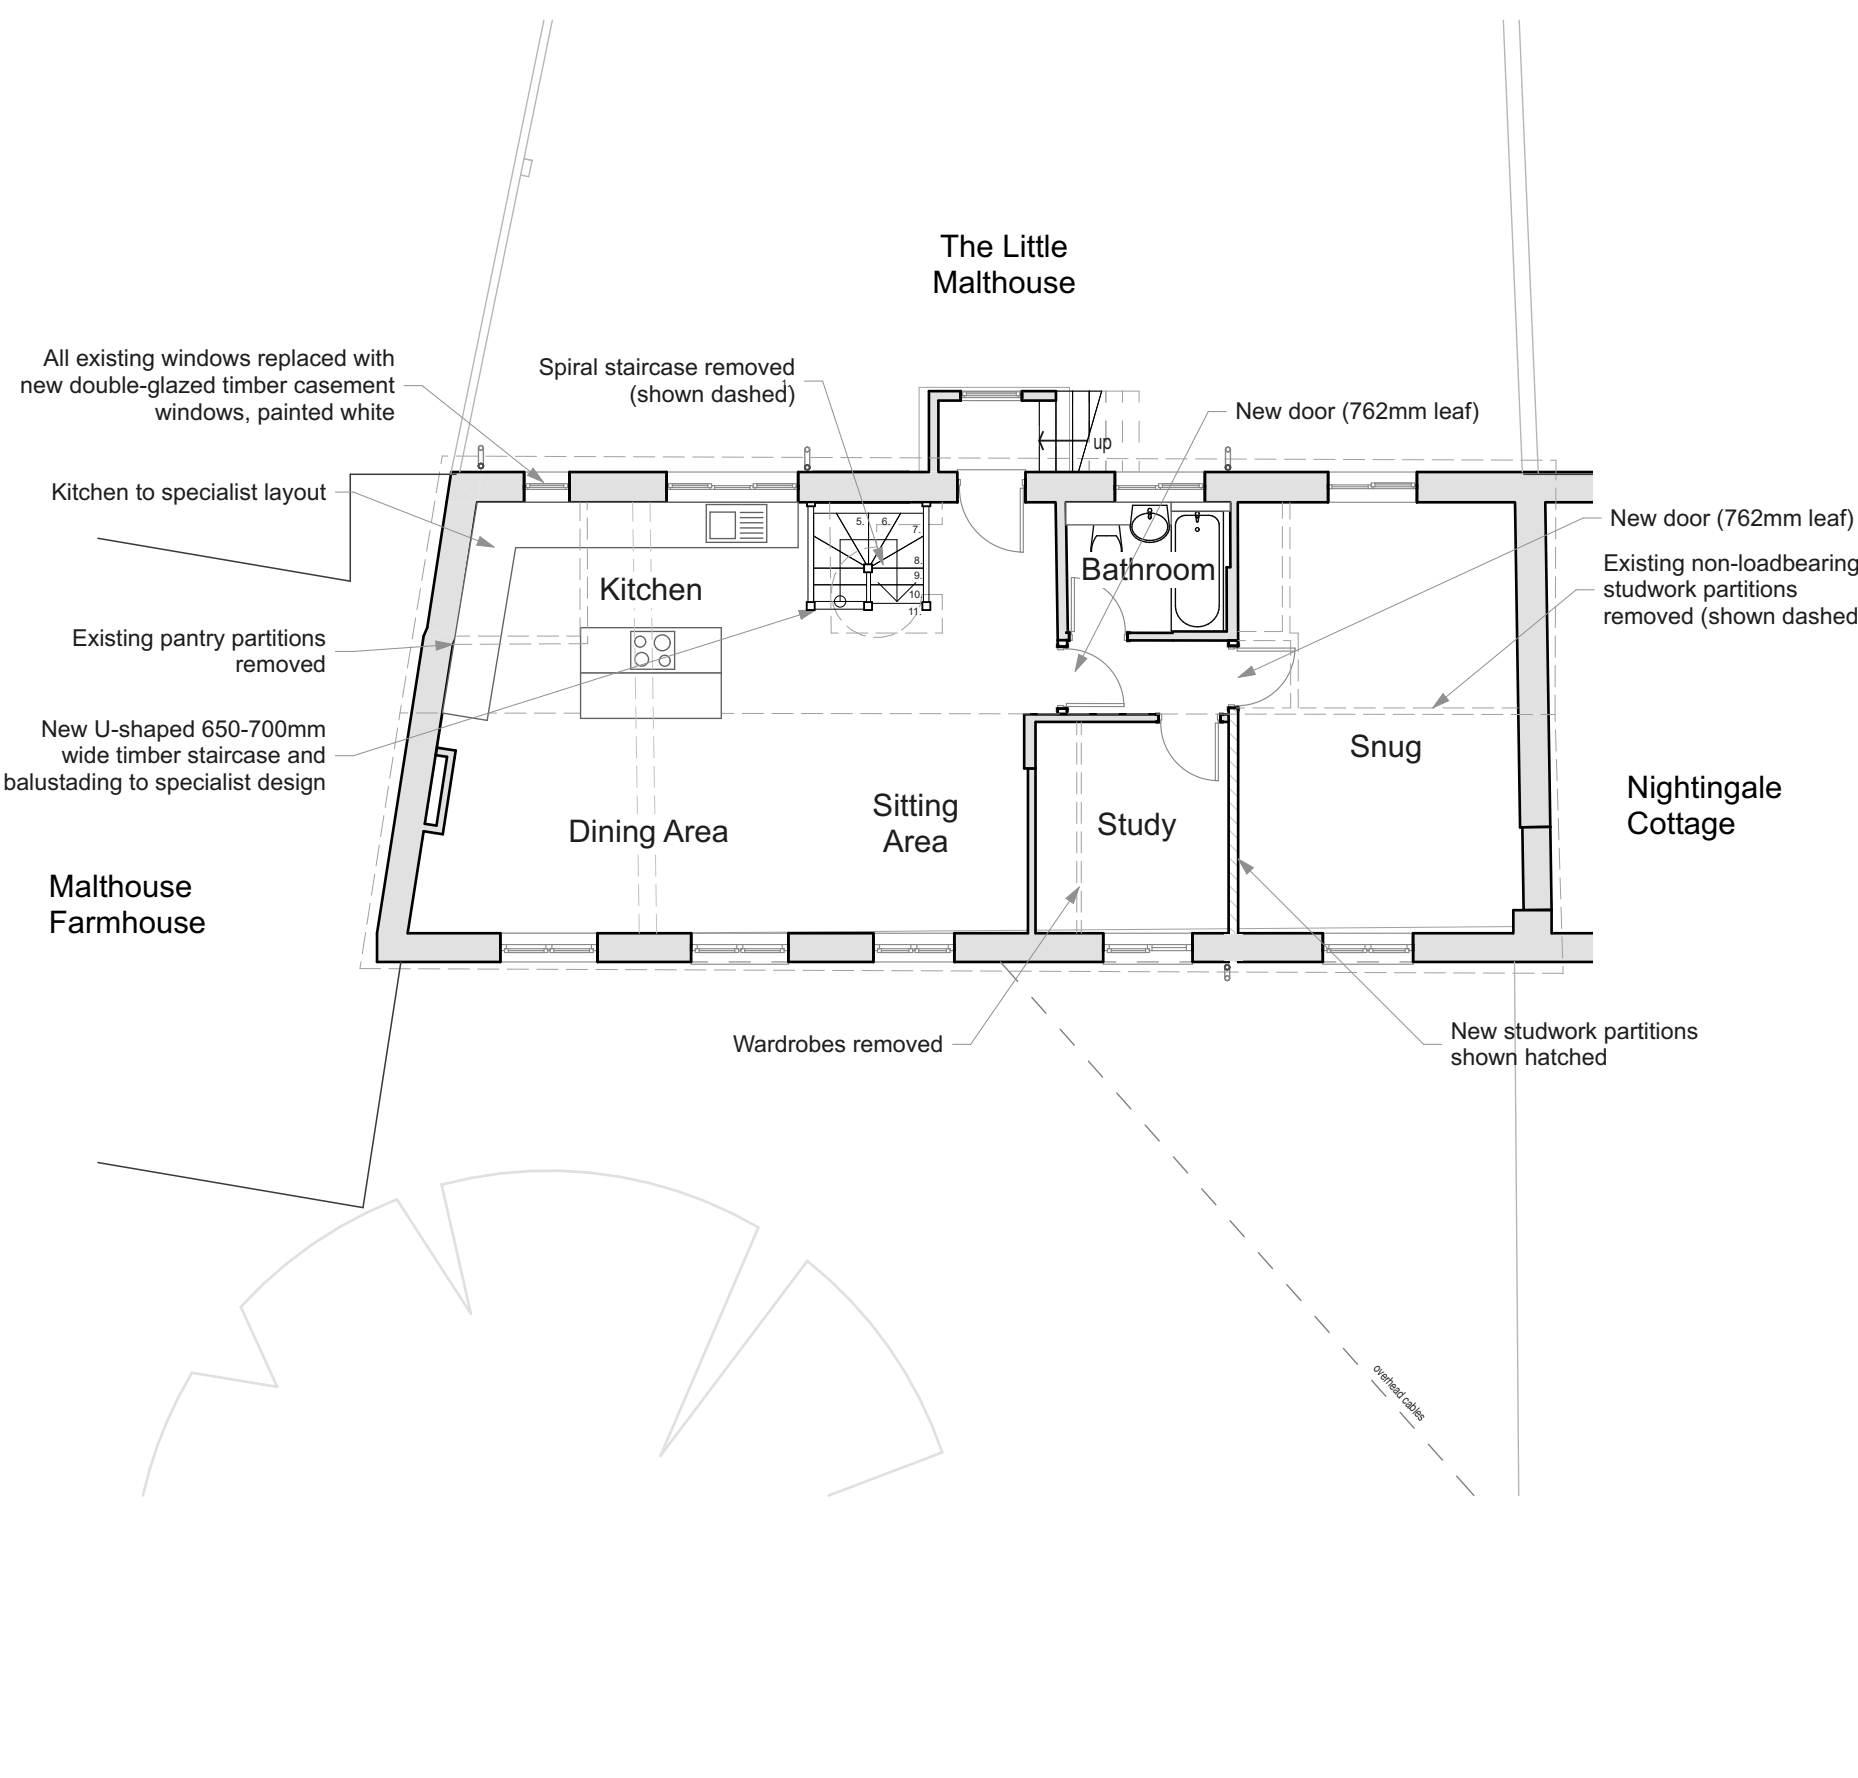 The Little
Malthouse
All existing windows replaced with
new double-glazed timber casement
windows, painted white
Spiral staircase removed
(shown dashed)
1.
New door (762mm leaf)
up
Kitchen to specialist layout
New door (762mm leaf)
5.
6.
7.
8.
9.
10.
11.
Existing non-loadbearing
studwork partitions
removed (shown dashed
Bathroom
Kitchen
Existing pantry partitions
removed
New U-shaped 650-700mm
wide timber staircase and
balustading to specialist design
Snug
Nightingale
Cottage
Sitting
Area
Dining Area
Study
Malthouse
Farmhouse
Wardrobes removed
New studwork partitions
shown hatched
overhead cables